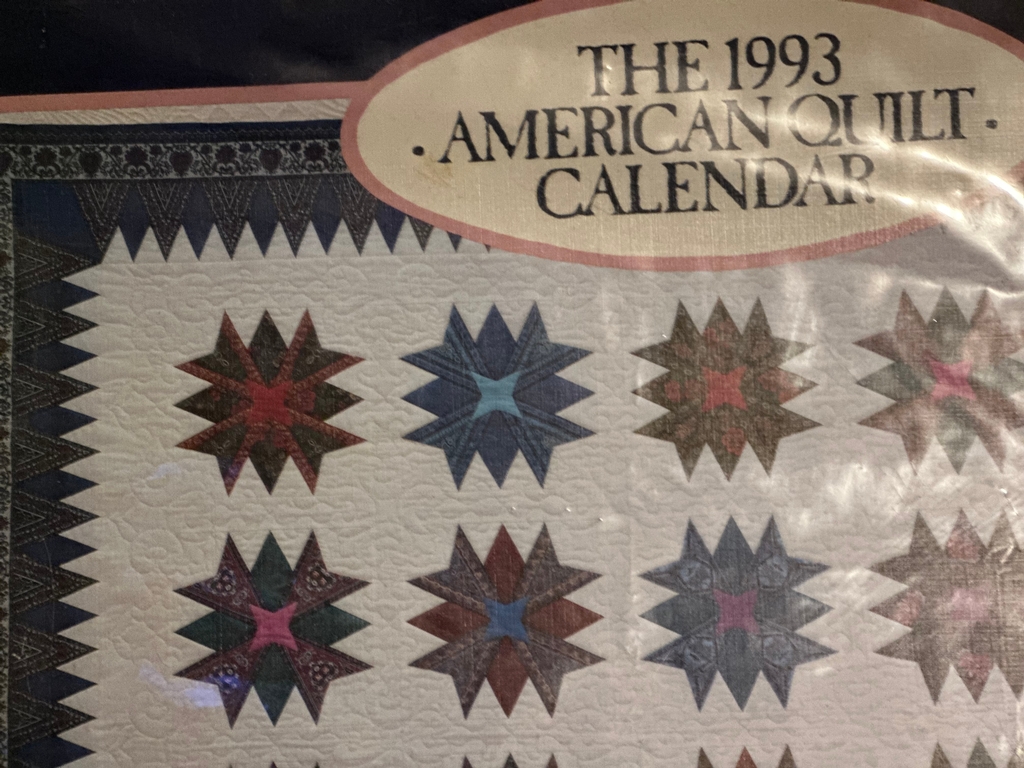 THE 1993
· AMERICAN QUILT ·
CALENDAR